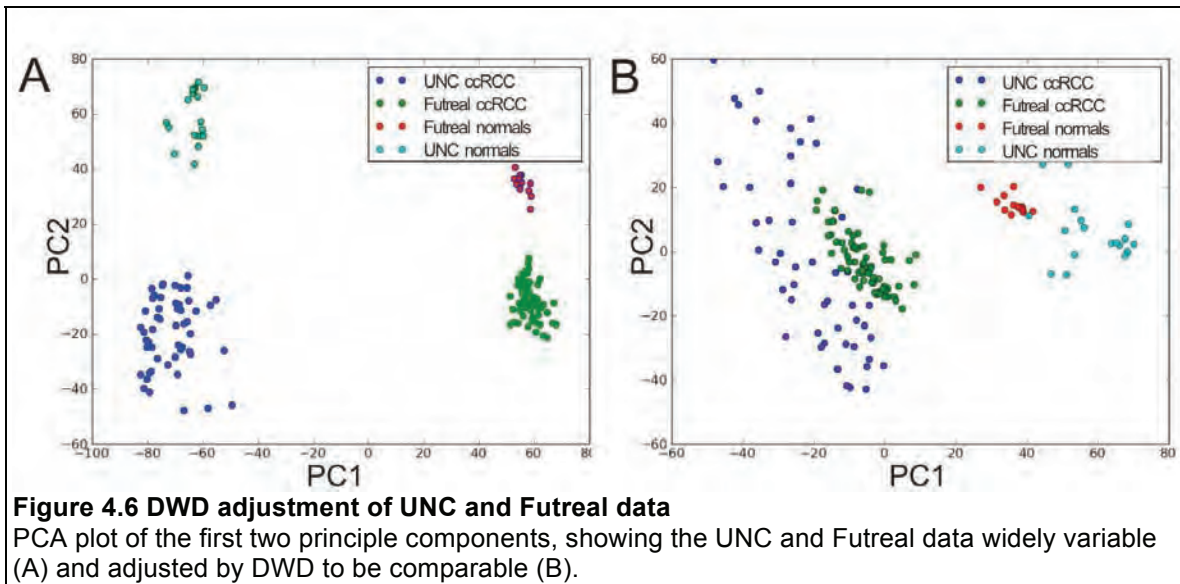 A
PC2
80
60
40
20
0
−20
−40
−60
−100
−80
−60
−40
−20
0
20
40
60
80
PC1
UNC ccRCC
Futreal ccRCC
Futreal normals
UNC normals
B
PC2
60
40
20
0
−20
−40
−60
−60
−40
−20
0
20
40
60
80
PC1
UNC ccRCC
Futreal ccRCC
Futreal normals
UNC normals
Figure 4.6 DWD adjustment of UNC and Futreal data
PCA plot of the first two principle components, showing the UNC and Futreal data widely variable
(A) and adjusted by DWD to be comparable (B).